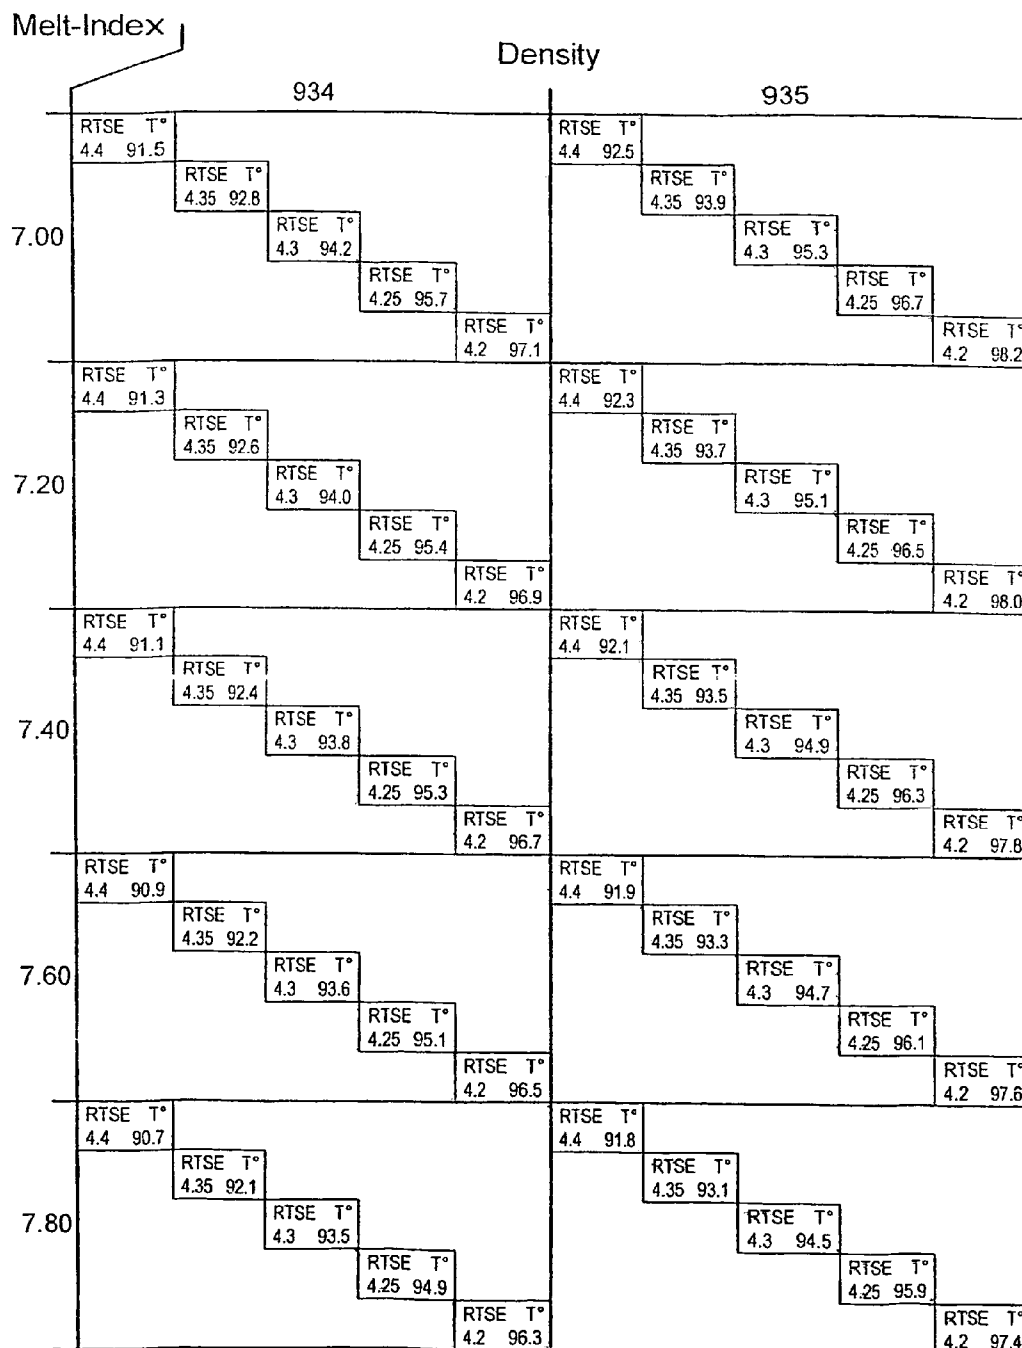 Melt-Index
Density
934
935
7.00
RTSE T°
4.4 91.5
RTSE T°
4.35 92.8
RTSE T°
4.3 94.2
RTSE T°
4.25 95.7
RTSE T°
4.2 97.1
RTSE T°
4.4 92.5
RTSE T°
4.35 93.9
RTSE T°
4.3 95.3
RTSE T°
4.25 96.7
RTSE T°
4.2 98.2
7.20
RTSE T°
4.4 91.3
RTSE T°
4.35 92.6
RTSE T°
4.3 94.0
RTSE T°
4.25 95.4
RTSE T°
4.2 96.9
RTSE T°
4.4 92.3
RTSE T°
4.35 93.7
RTSE T°
4.3 95.1
RTSE T°
4.25 96.5
RTSE T°
4.2 98.0
7.40
RTSE T°
4.4 91.1
RTSE T°
4.35 92.4
RTSE T°
4.3 93.8
RTSE T°
4.25 95.3
RTSE T°
4.2 96.7
RTSE T°
4.4 92.1
RTSE T°
4.35 93.5
RTSE T°
4.3 94.9
RTSE T°
4.25 96.3
RTSE T°
4.2 97.8
7.60
RTSE T°
4.4 90.9
RTSE T°
4.35 92.2
RTSE T°
4.3 93.6
RTSE T°
4.25 95.1
RTSE T°
4.2 96.5
RTSE T°
4.4 91.9
RTSE T°
4.35 93.3
RTSE T°
4.3 94.7
RTSE T°
4.25 96.1
RTSE T°
4.2 97.6
7.80
RTSE T°
4.4 90.7
RTSE T°
4.35 92.1
RTSE T°
4.3 93.5
RTSE T°
4.25 94.9
RTSE T°
4.2 96.3
RTSE T°
4.4 91.8
RTSE T°
4.35 93.1
RTSE T°
4.3 94.5
RTSE T°
4.25 95.9
RTSE T°
4.2 97.4